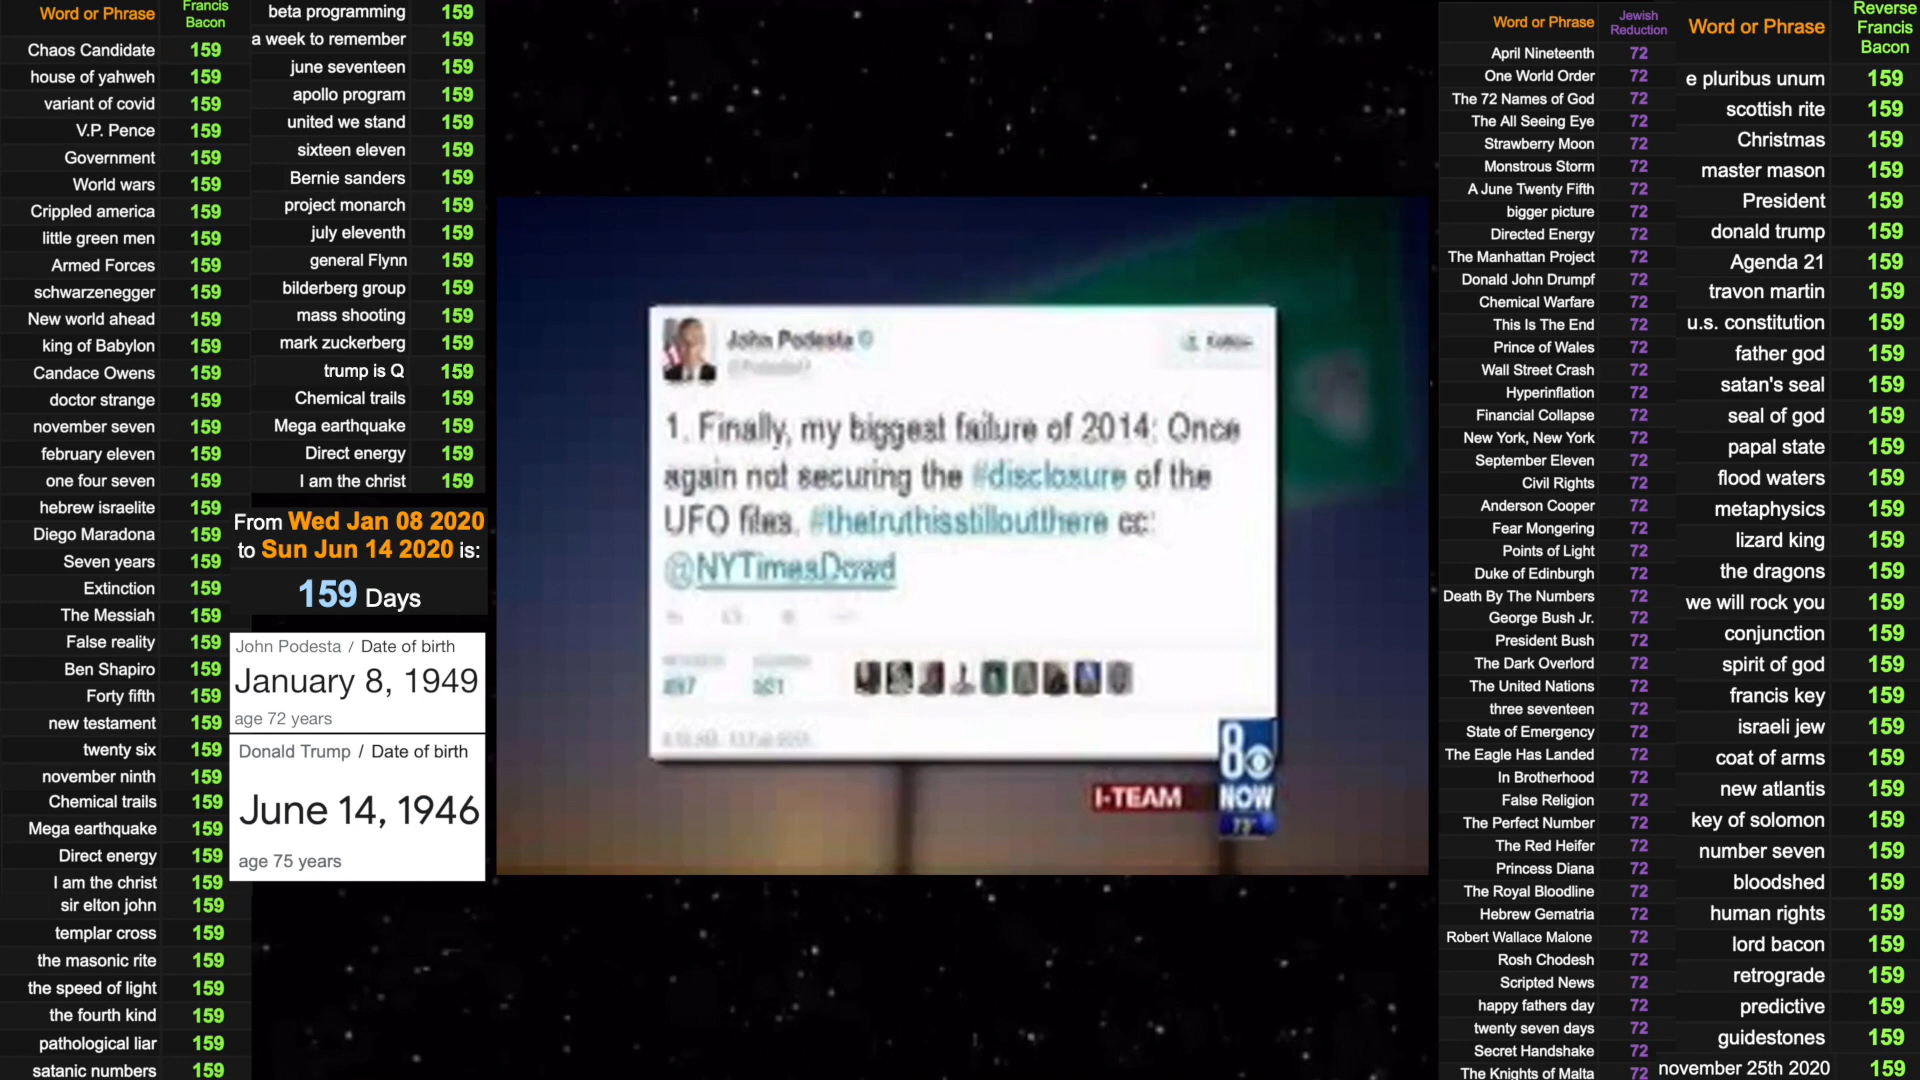 Word or Phrase Francis Bacon
Chaos Candidate 159
house of yahweh 159
variant of covid 159
V.P. Pence 159
Government 159
World wars 159
Crippled america 159
little green men 159
Armed Forces 159
schwarzenegger 159
New world ahead 159
king of Babylon 159
Candace Owens 159
doctor strange 159
november seven 159
february eleven 159
one four seven 159
hebrew israelite 159
Diego Maradona 159
Seven years 159
Extinction 159
The Messiah 159
False reality 159
Ben Shapiro 159
Forty fifth 159
new testament 159
twenty six 159
november ninth 159
Chemical trails 159
Mega earthquake 159
Direct energy 159
I am the christ 159
sir elton john 159
templar cross 159
the masonic rite 159
the speed of light 159
the fourth kind 159
pathological liar 159
satanic numbers 159
beta programming 159
a week to remember 159
june seventeen 159
apollo program 159
united we stand 159
sixteen eleven 159
Bernie sanders 159
project monarch 159
july eleventh 159
general Flynn 159
bilderberg group 159
mass shooting 159
mark zuckerberg 159
trump is Q 159
Chemical trails 159
Mega earthquake 159
Direct energy 159
I am the christ 159
From Wed Jan 08 2020
to Sun Jun 14 2020 is:
159 Days
John Podesta / Date of birth
January 8, 1949
age 72 years
Donald Trump / Date of birth
June 14, 1946
age 75 years
John Podesta
Follow
1. Finally, my biggest failure of 2014: Once
again not securing the #disclosure of the
UFO files. #thetruthisstilloutthere cc:
@NYTimesDowd
I-TEAM
8
NOW
73°
Word or Phrase Jewish Reduction
April Nineteenth 72
One World Order 72
The 72 Names of God 72
The All Seeing Eye 72
Strawberry Moon 72
Monstrous Storm 72
A June Twenty Fifth 72
bigger picture 72
Directed Energy 72
The Manhattan Project 72
Donald John Drumpf 72
Chemical Warfare 72
This Is The End 72
Prince of Wales 72
Wall Street Crash 72
Hyperinflation 72
Financial Collapse 72
New York, New York 72
September Eleven 72
Civil Rights 72
Anderson Cooper 72
Fear Mongering 72
Points of Light 72
Duke of Edinburgh 72
Death By The Numbers 72
George Bush Jr. 72
President Bush 72
The Dark Overlord 72
The United Nations 72
three seventeen 72
State of Emergency 72
The Eagle Has Landed 72
In Brotherhood 72
False Religion 72
The Perfect Number 72
The Red Heifer 72
Princess Diana 72
The Royal Bloodline 72
Hebrew Gematria 72
Robert Wallace Malone 72
Rosh Chodesh 72
Scripted News 72
happy fathers day 72
twenty seven days 72
Secret Handshake 72
The Knights of Malta 72
Word or Phrase Reverse Francis Bacon
e pluribus unum 159
scottish rite 159
Christmas 159
master mason 159
President 159
donald trump 159
Agenda 21 159
travon martin 159
u.s. constitution 159
father god 159
satan's seal 159
seal of god 159
papal state 159
flood waters 159
metaphysics 159
lizard king 159
the dragons 159
we will rock you 159
conjunction 159
spirit of god 159
francis key 159
israeli jew 159
coat of arms 159
new atlantis 159
key of solomon 159
number seven 159
bloodshed 159
human rights 159
lord bacon 159
retrograde 159
predictive 159
guidestones 159
november 25th 2020 159